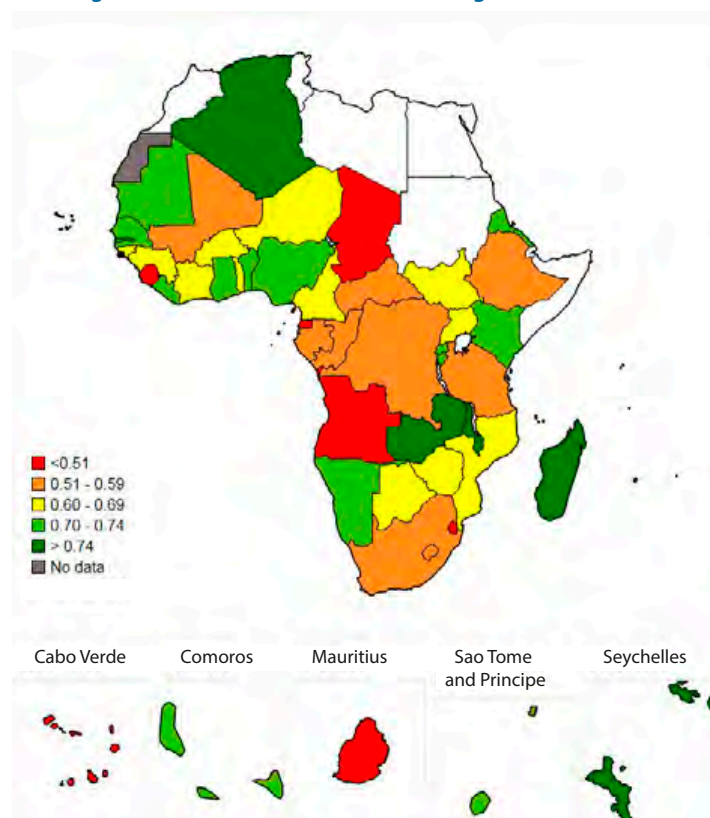 <0.51
0.51 - 0.59
0.60 - 0.69
0.70 - 0.74
> 0.74
No data
Cabo Verde
Comoros
Mauritius
Sao Tome
and Principe
Seychelles